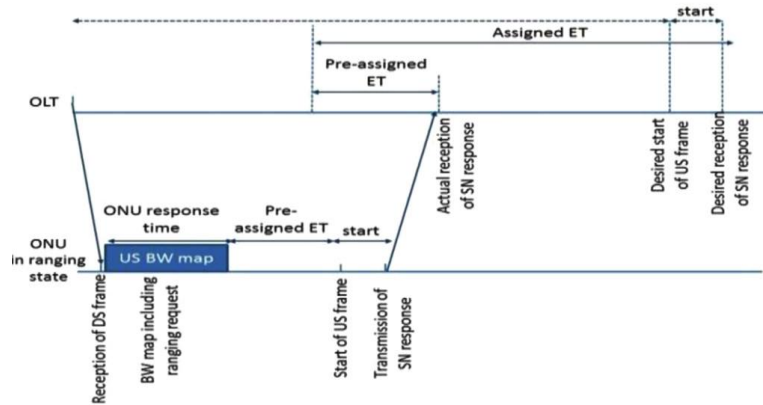 start
Assigned ET
Pre-assigned
ET
OLT
Actual reception
of SN response
Desired start
of US frame
Desired reception
of SN response
ONU response
time
Pre-
assigned ET
start
ONU
in ranging
state
US BW map
Reception of DS frame
BW map including
ranging request
Start of US frame
Transmission of
SN response